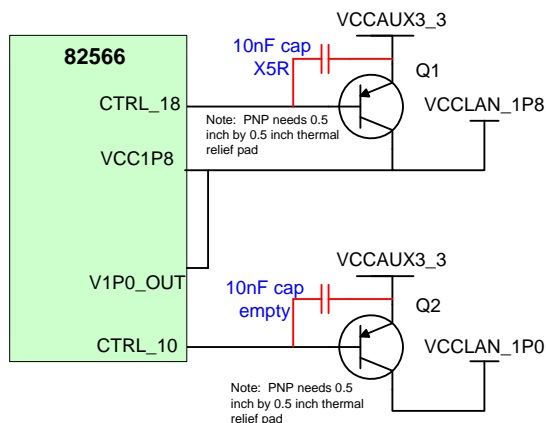 VCCAUX3_3
10nF cap
X5R
82566
Q1
CTRL_18
VCCLAN_1P8
Note: PNP needs 0.5
inch by 0.5 inch thermal
relief pad
VCC1P8
VCCAUX3_3
V1P0_OUT
10nF cap
empty
Q2
CTRL_10
VCCLAN_1P0
Note: PNP needs 0.5
inch by 0.5 inch thermal
relief pad